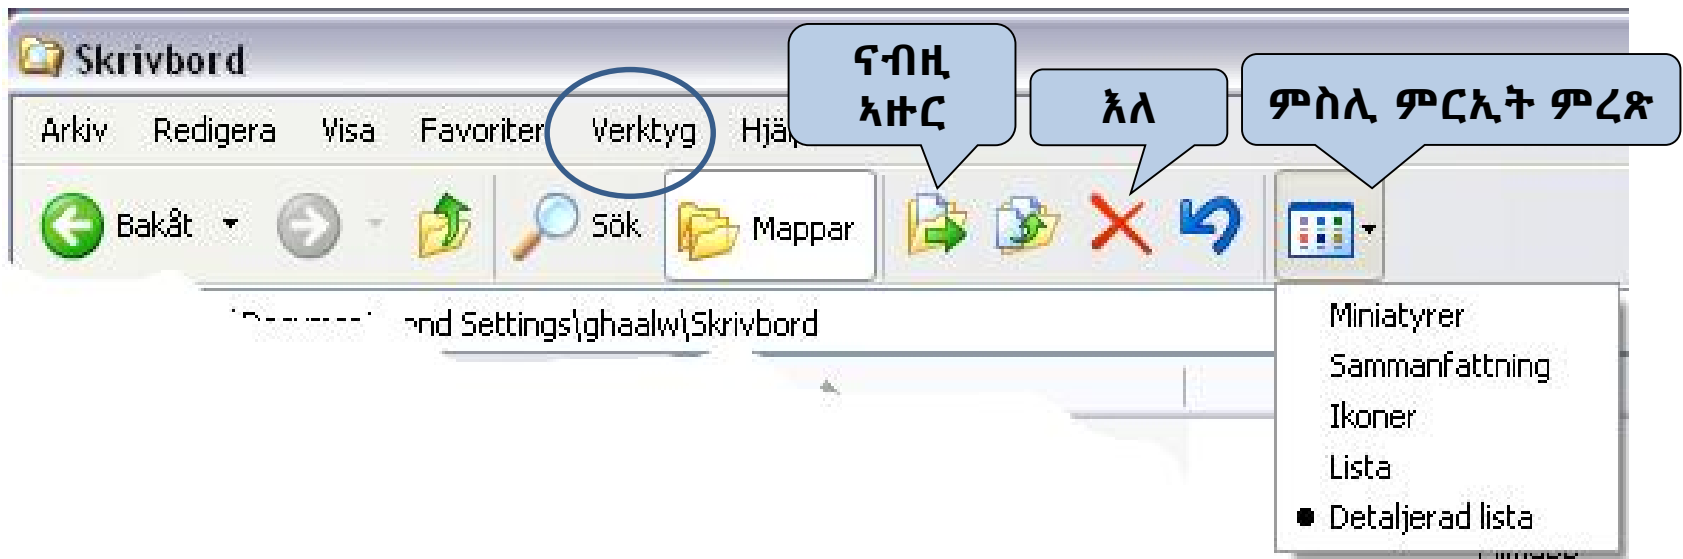 Skrivbord
ናብዚ
ኣዙር
እለ
ምስሊ ምርኢት ምረጽ
Arkiv Redigera Visa Favoriter Verktyg
Bakåt Sök Mappar
and Settings\ghaalw\Skrivbord
Miniatyrer
Sammanfattning
Ikoner
Lista
Detaljerad lista